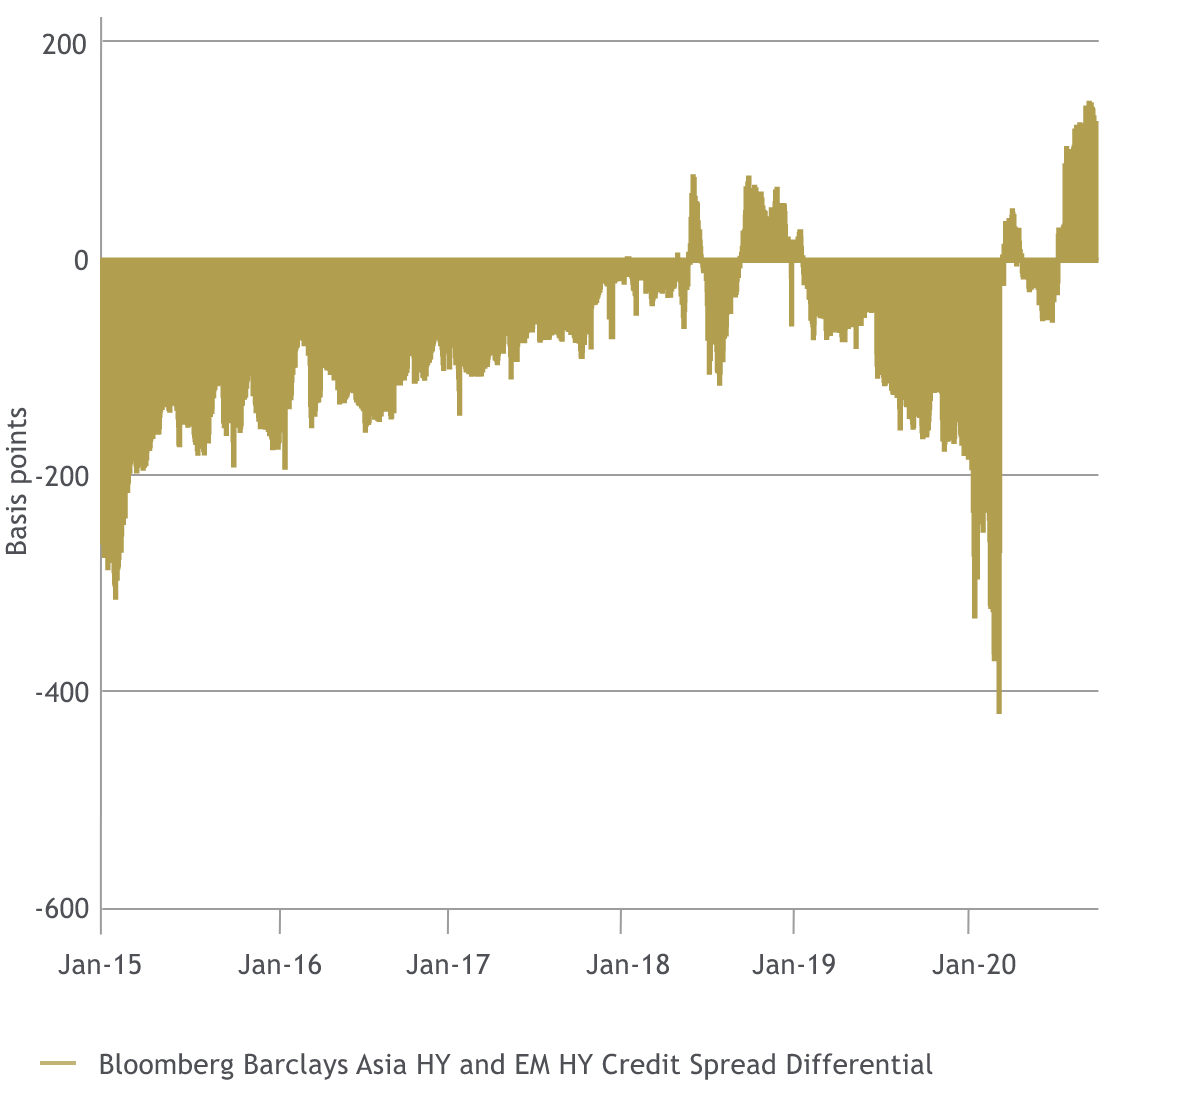 200
0
-200
-400
-600
Basis points
Jan-15 Jan-16 Jan-17 Jan-18 Jan-19 Jan-20
Bloomberg Barclays Asia HY and EM HY Credit Spread Differential